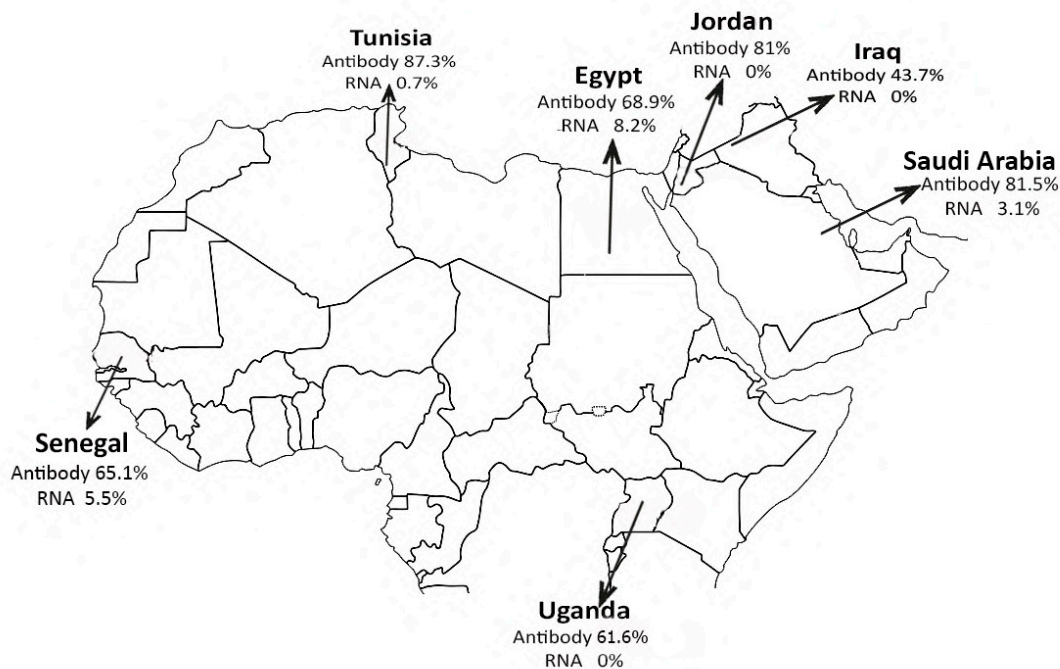 Tunisia
Antibody 87.3%
RNA 0.7%
Egypt
Antibody 68.9%
RNA 8.2%
Jordan
Antibody 81%
RNA 0%
Iraq
Antibody 43.7%
RNA 0%
Saudi Arabia
Antibody 81.5%
RNA 3.1%
Senegal
Antibody 65.1%
RNA 5.5%
Uganda
Antibody 61.6%
RNA 0%